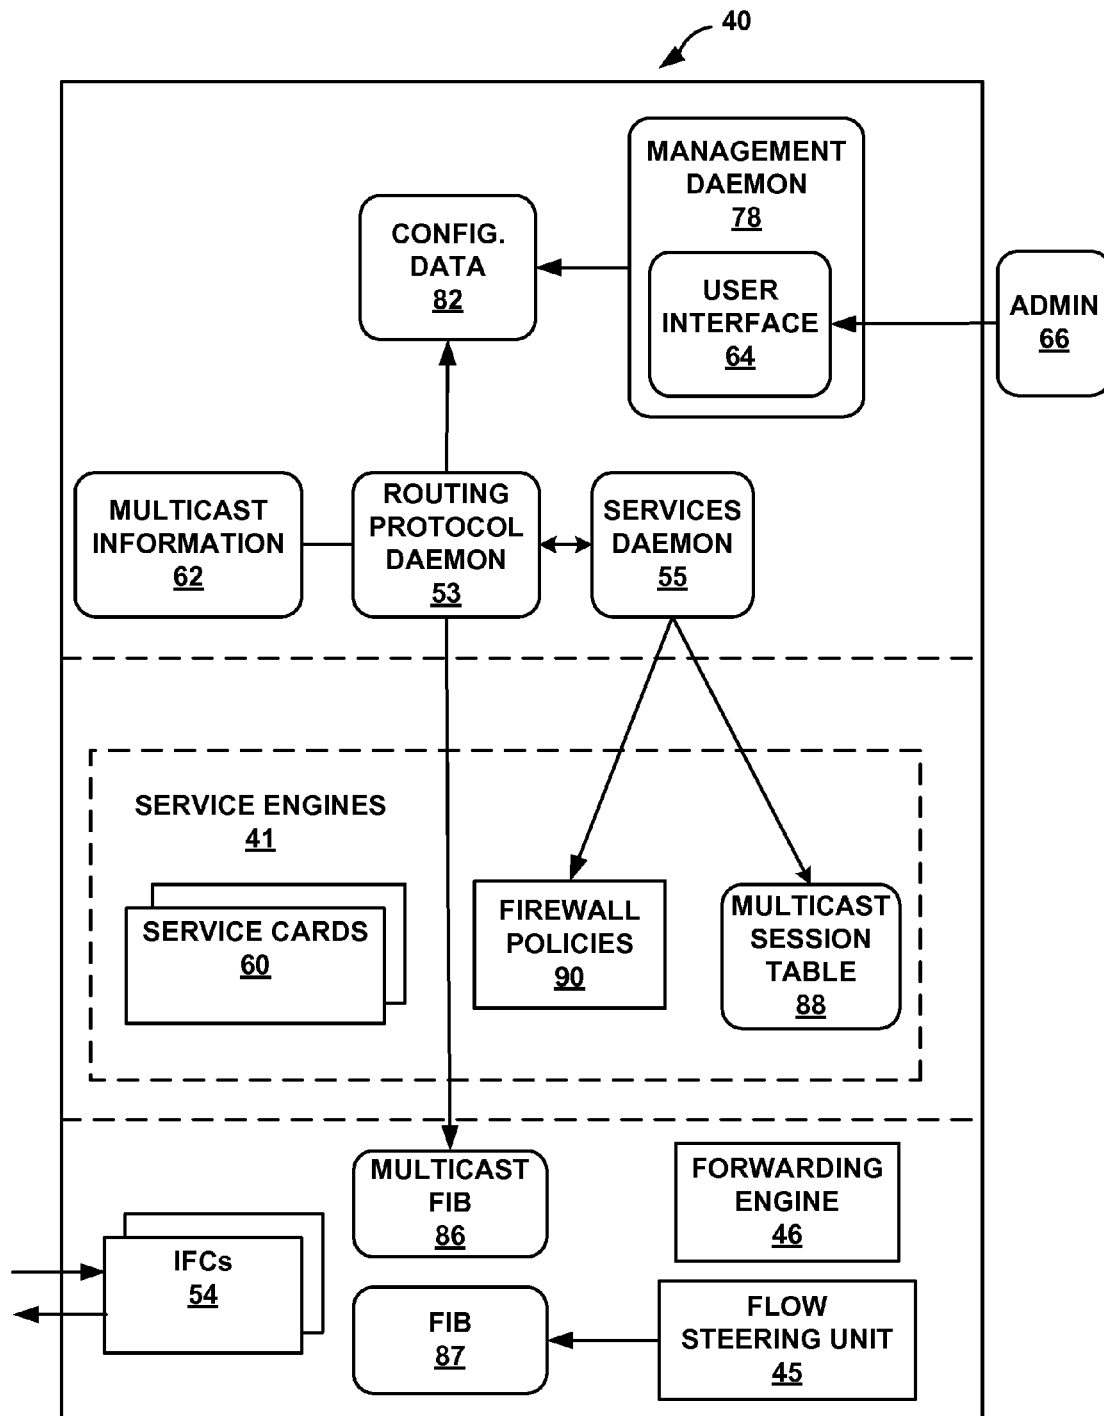 40
MANAGEMENT
DAEMON
78
CONFIG.
DATA
82
USER
INTERFACE
64
ADMIN
66
MULTICAST
INFORMATION
62
ROUTING
PROTOCOL
DAEMON
53
SERVICES
DAEMON
55
SERVICE ENGINES
41
SERVICE CARDS
60
FIREWALL
POLICIES
90
MULTICAST
SESSION
TABLE
88
MULTICAST
FIB
86
FORWARDING
ENGINE
46
IFCs
54
FIB
87
FLOW
STEERING UNIT
45